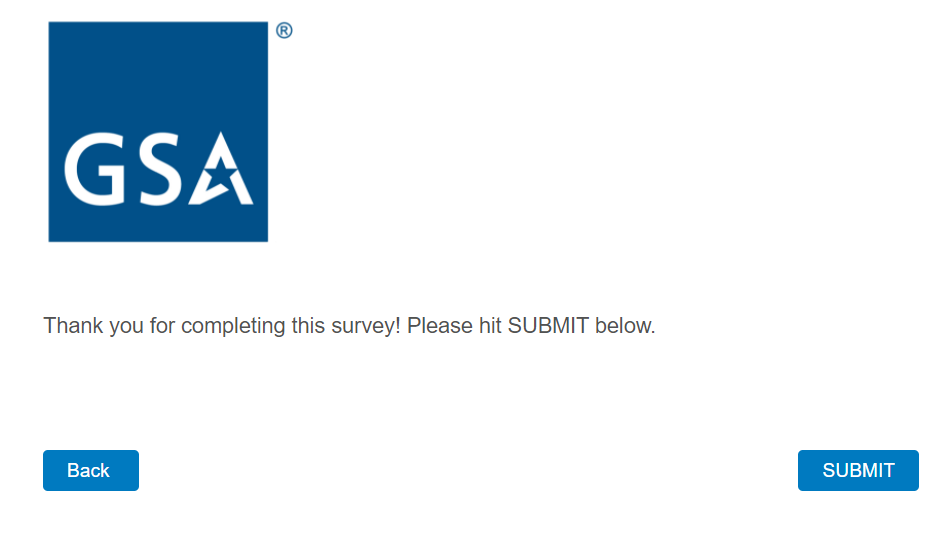 GSA®
Thank you for completing this survey! Please hit SUBMIT below.
Back
SUBMIT